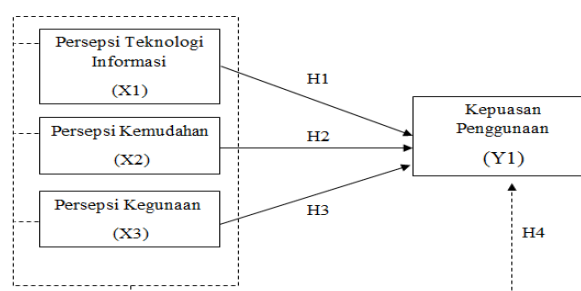 Persepsi Teknologi
Informasi
(X1)
H1
Kepuasan
Penggunaan
(Y1)
Persepsi Kemudahan
(X2)
H2
Persepsi Kegunaan
(X3)
H3
H4